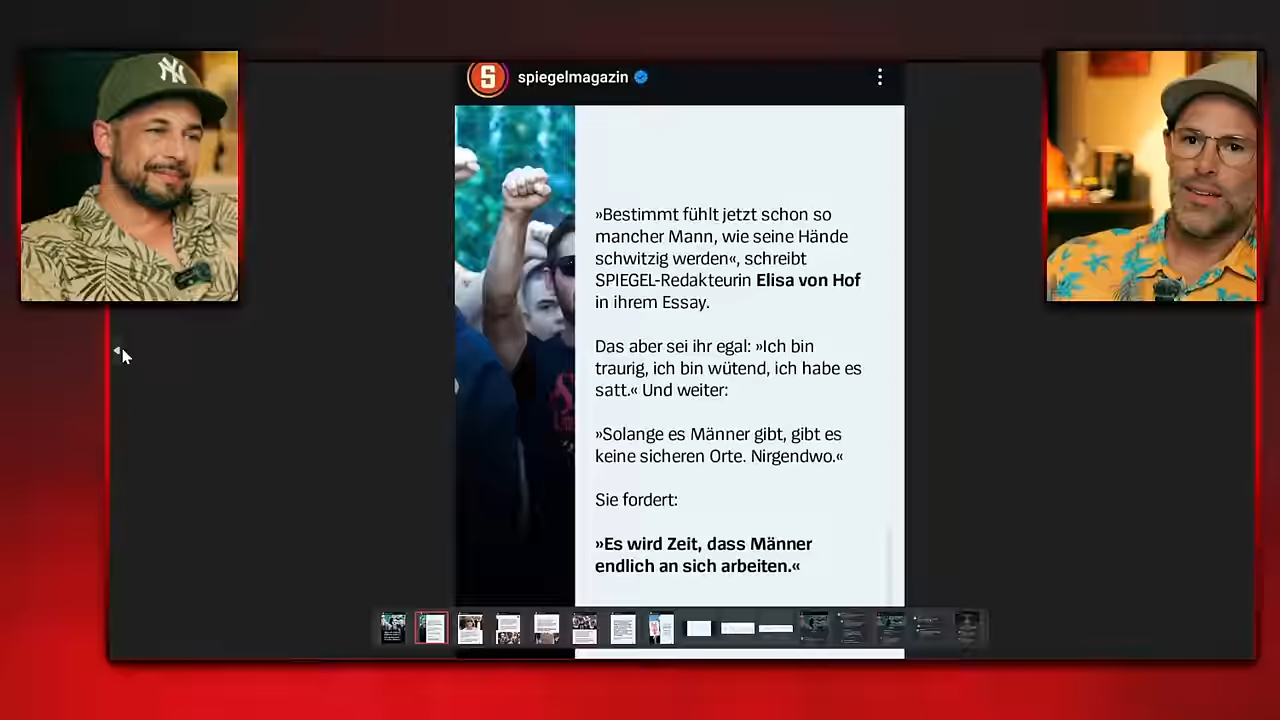 NY
S spiegelmagazin
»Bestimmt fühlt jetzt schon so
mancher Mann, wie seine Hände
schwitzig werden«, schreibt
SPIEGEL-Redakteurin Elisa von Hof
in ihrem Essay.
Das aber sei ihr egal: »Ich bin
traurig, ich bin wütend, ich habe es
satt.« Und weiter:
»Solange es Männer gibt, gibt es
keine sicheren Orte. Nirgendwo.«
Sie fordert:
»Es wird Zeit, dass Männer
endlich an sich arbeiten.«